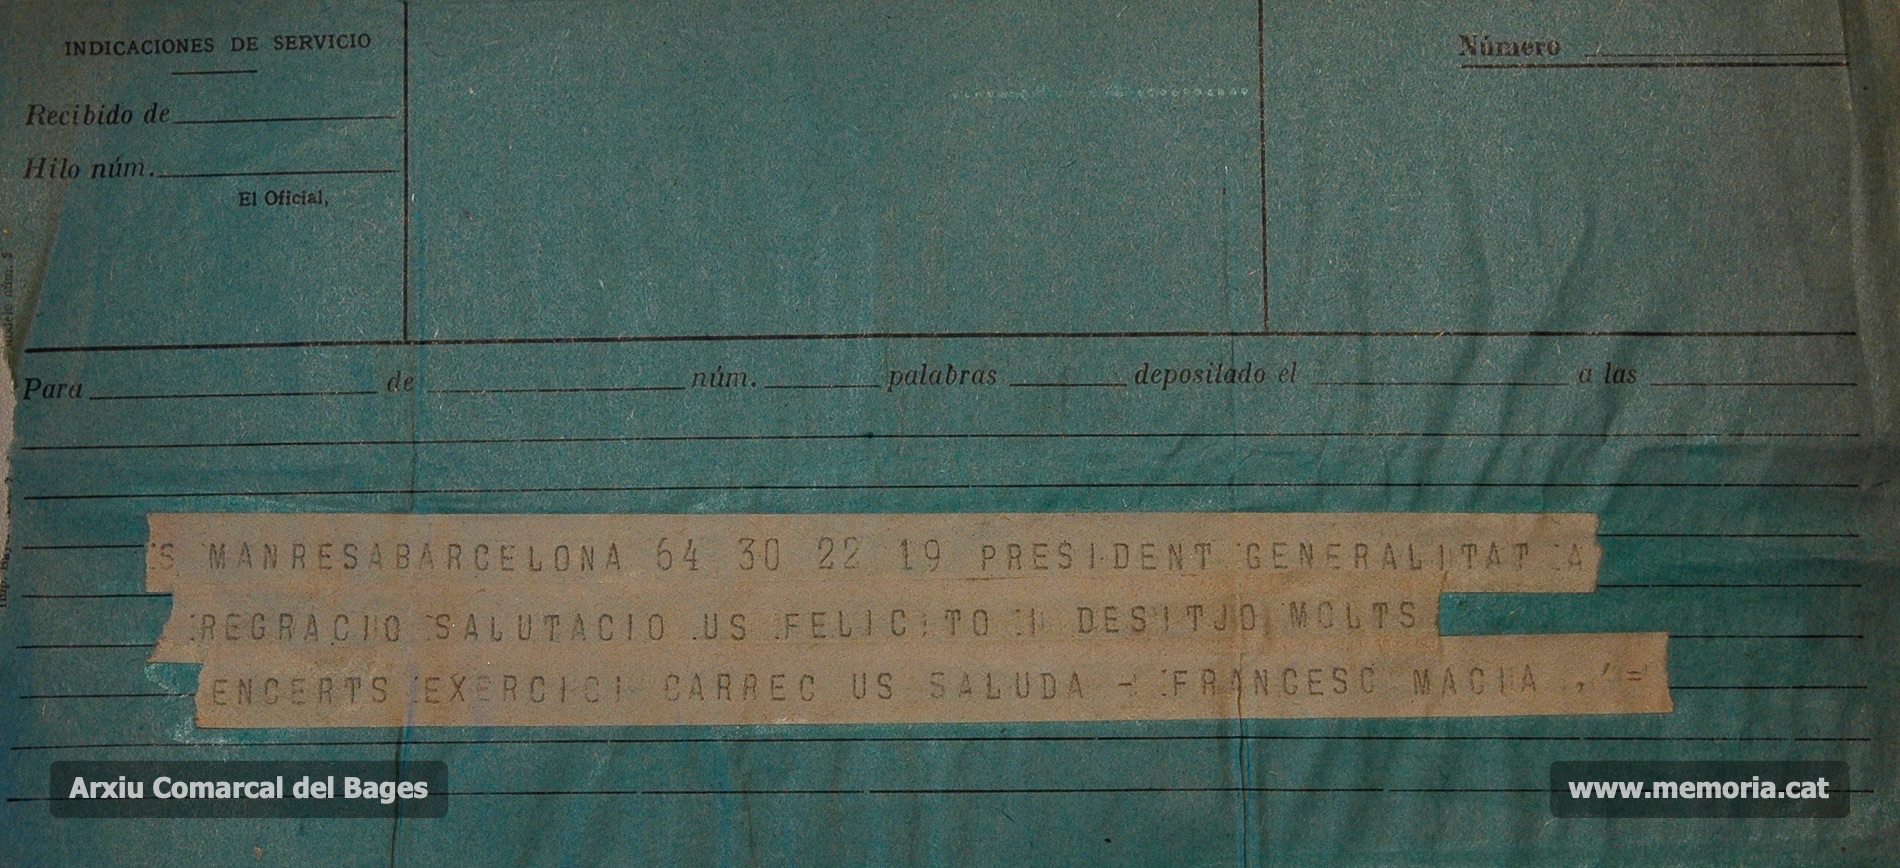 INDICACIONES DE SERVICIO
Número
Recibido de
Hilo núm.
El Oficial,
Para de núm. palabras depositado el a las
S MANRESABARCELONA 64 30 22 19 PRESIDENT GENERALITAT A
REGRACIO SALUTACIO US FELICITO I DESITJO MOLTS
ENCERTS EXERCICI CARREC US SALUDA - FRANCESC MACIA .,'=
Arxiu Comarcal del Bages
www.memoria.cat